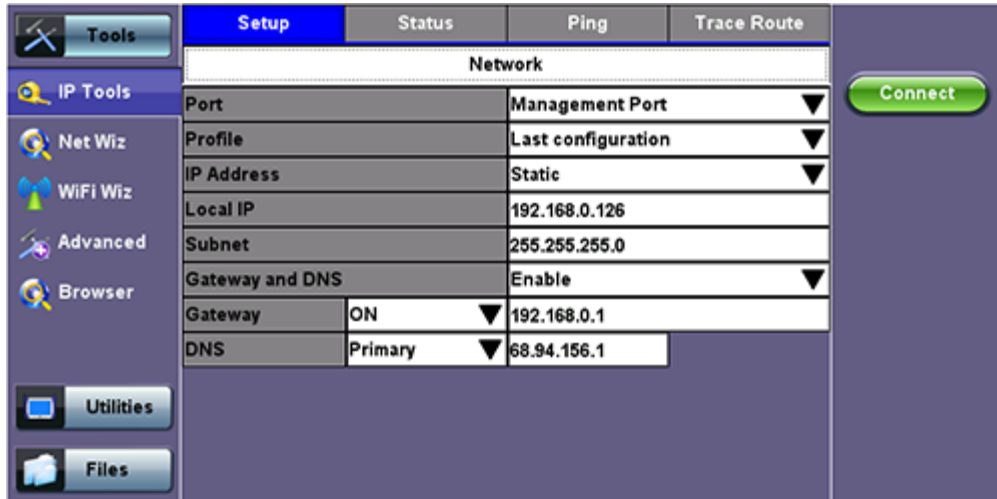 Tools
Setup
Status
Ping
Trace Route
Network
IP Tools
Net Wiz
WiFi Wiz
Advanced
Browser
Utilities
Files
Port Management Port
Profile Last configuration
IP Address Static
Local IP 192.168.0.126
Subnet 255.255.255.0
Gateway and DNS Enable
Gateway ON 192.168.0.1
DNS Primary 68.94.156.1
Connect